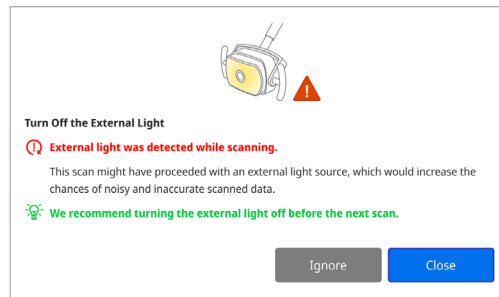 Turn Off the External Light
External light was detected while scanning.
This scan might have proceeded with an external light source, which would increase the
chances of noisy and inaccurate scanned data.
We recommend turning the external light off before the next scan.
Ignore
Close